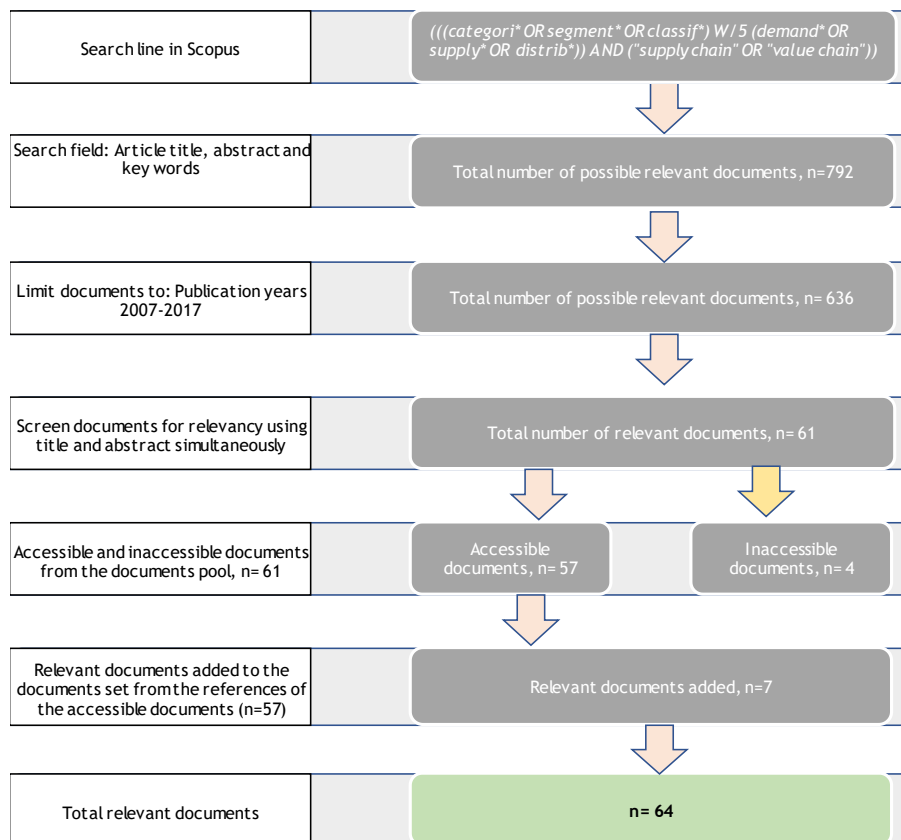 Search line in Scopus
(((categori* OR segment* OR classif*) W/5 (demand* OR
supply* OR distrib*)) AND ("supply chain" OR "value chain"))
Search field: Article title, abstract and
key words
Total number of possible relevant documents, n=792
Limit documents to: Publication years
2007-2017
Total number of possible relevant documents, n= 636
Screen documents for relevancy using
title and abstract simultaneously
Total number of relevant documents, n= 61
Accessible and inaccessible documents
from the documents pool, n= 61
Accessible
documents, n= 57
Inaccessible
documents, n= 4
Relevant documents added to the
documents set from the references of
the accessible documents (n=57)
Relevant documents added, n=7
Total relevant documents
n= 64